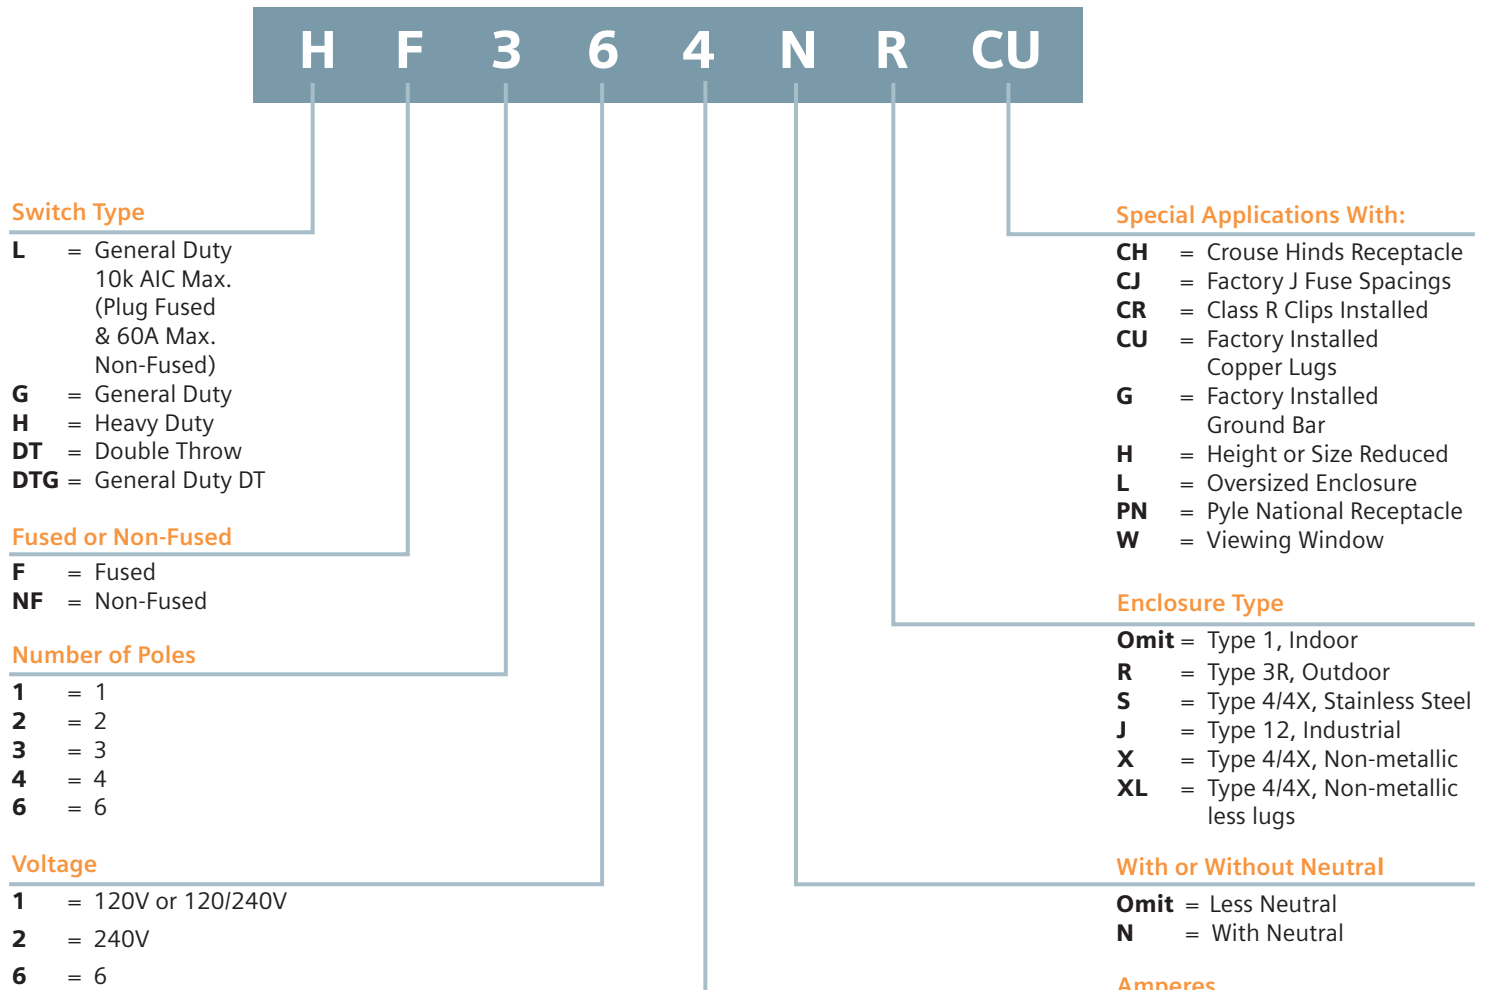 H F 3 6 4 N R CU
Switch Type
L = General Duty
10k AIC Max.
(Plug Fused
& 60A Max.
Non-Fused)
G = General Duty
H = Heavy Duty
DT = Double Throw
DTG = General Duty DT
Fused or Non-Fused
F = Fused
NF = Non-Fused
Number of Poles
1 = 1
2 = 2
3 = 3
4 = 4
6 = 6
Voltage
1 = 120V or 120/240V
2 = 240V
6 = 6
Special Applications With:
CH = Crouse Hinds Receptacle
CJ = Factory J Fuse Spacings
CR = Class R Clips Installed
CU = Factory Installed
Copper Lugs
G = Factory Installed
Ground Bar
H = Height or Size Reduced
L = Oversized Enclosure
PN = Pyle National Receptacle
W = Viewing Window
Enclosure Type
Omit = Type 1, Indoor
R = Type 3R, Outdoor
S = Type 4/4X, Stainless Steel
J = Type 12, Industrial
X = Type 4/4X, Non-metallic
XL = Type 4/4X, Non-metallic
less lugs
With or Without Neutral
Omit = Less Neutral
N = With Neutral
Amperes